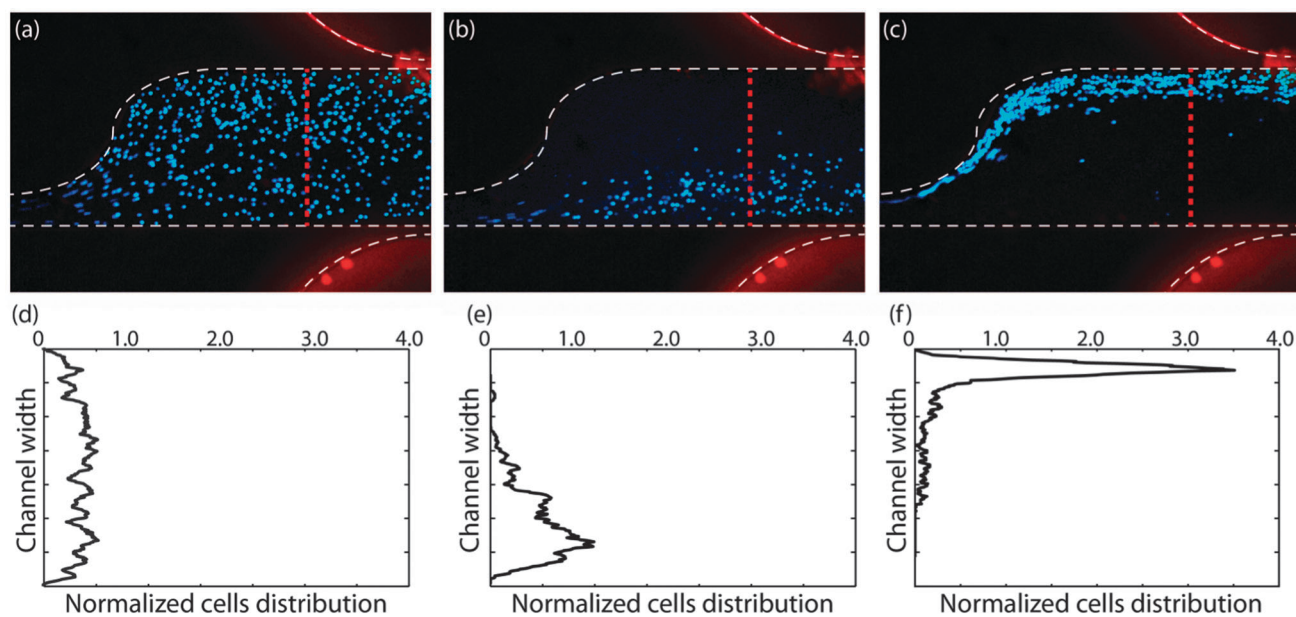 (a) (b) (c)
(d) (e) (f)
0 1.0 2.0 3.0 4.0 0 1.0 2.0 3.0 4.0 0 1.0 2.0 3.0 4.0
Channel width Channel width Channel width
Normalized cells distribution Normalized cells distribution Normalized cells distribution